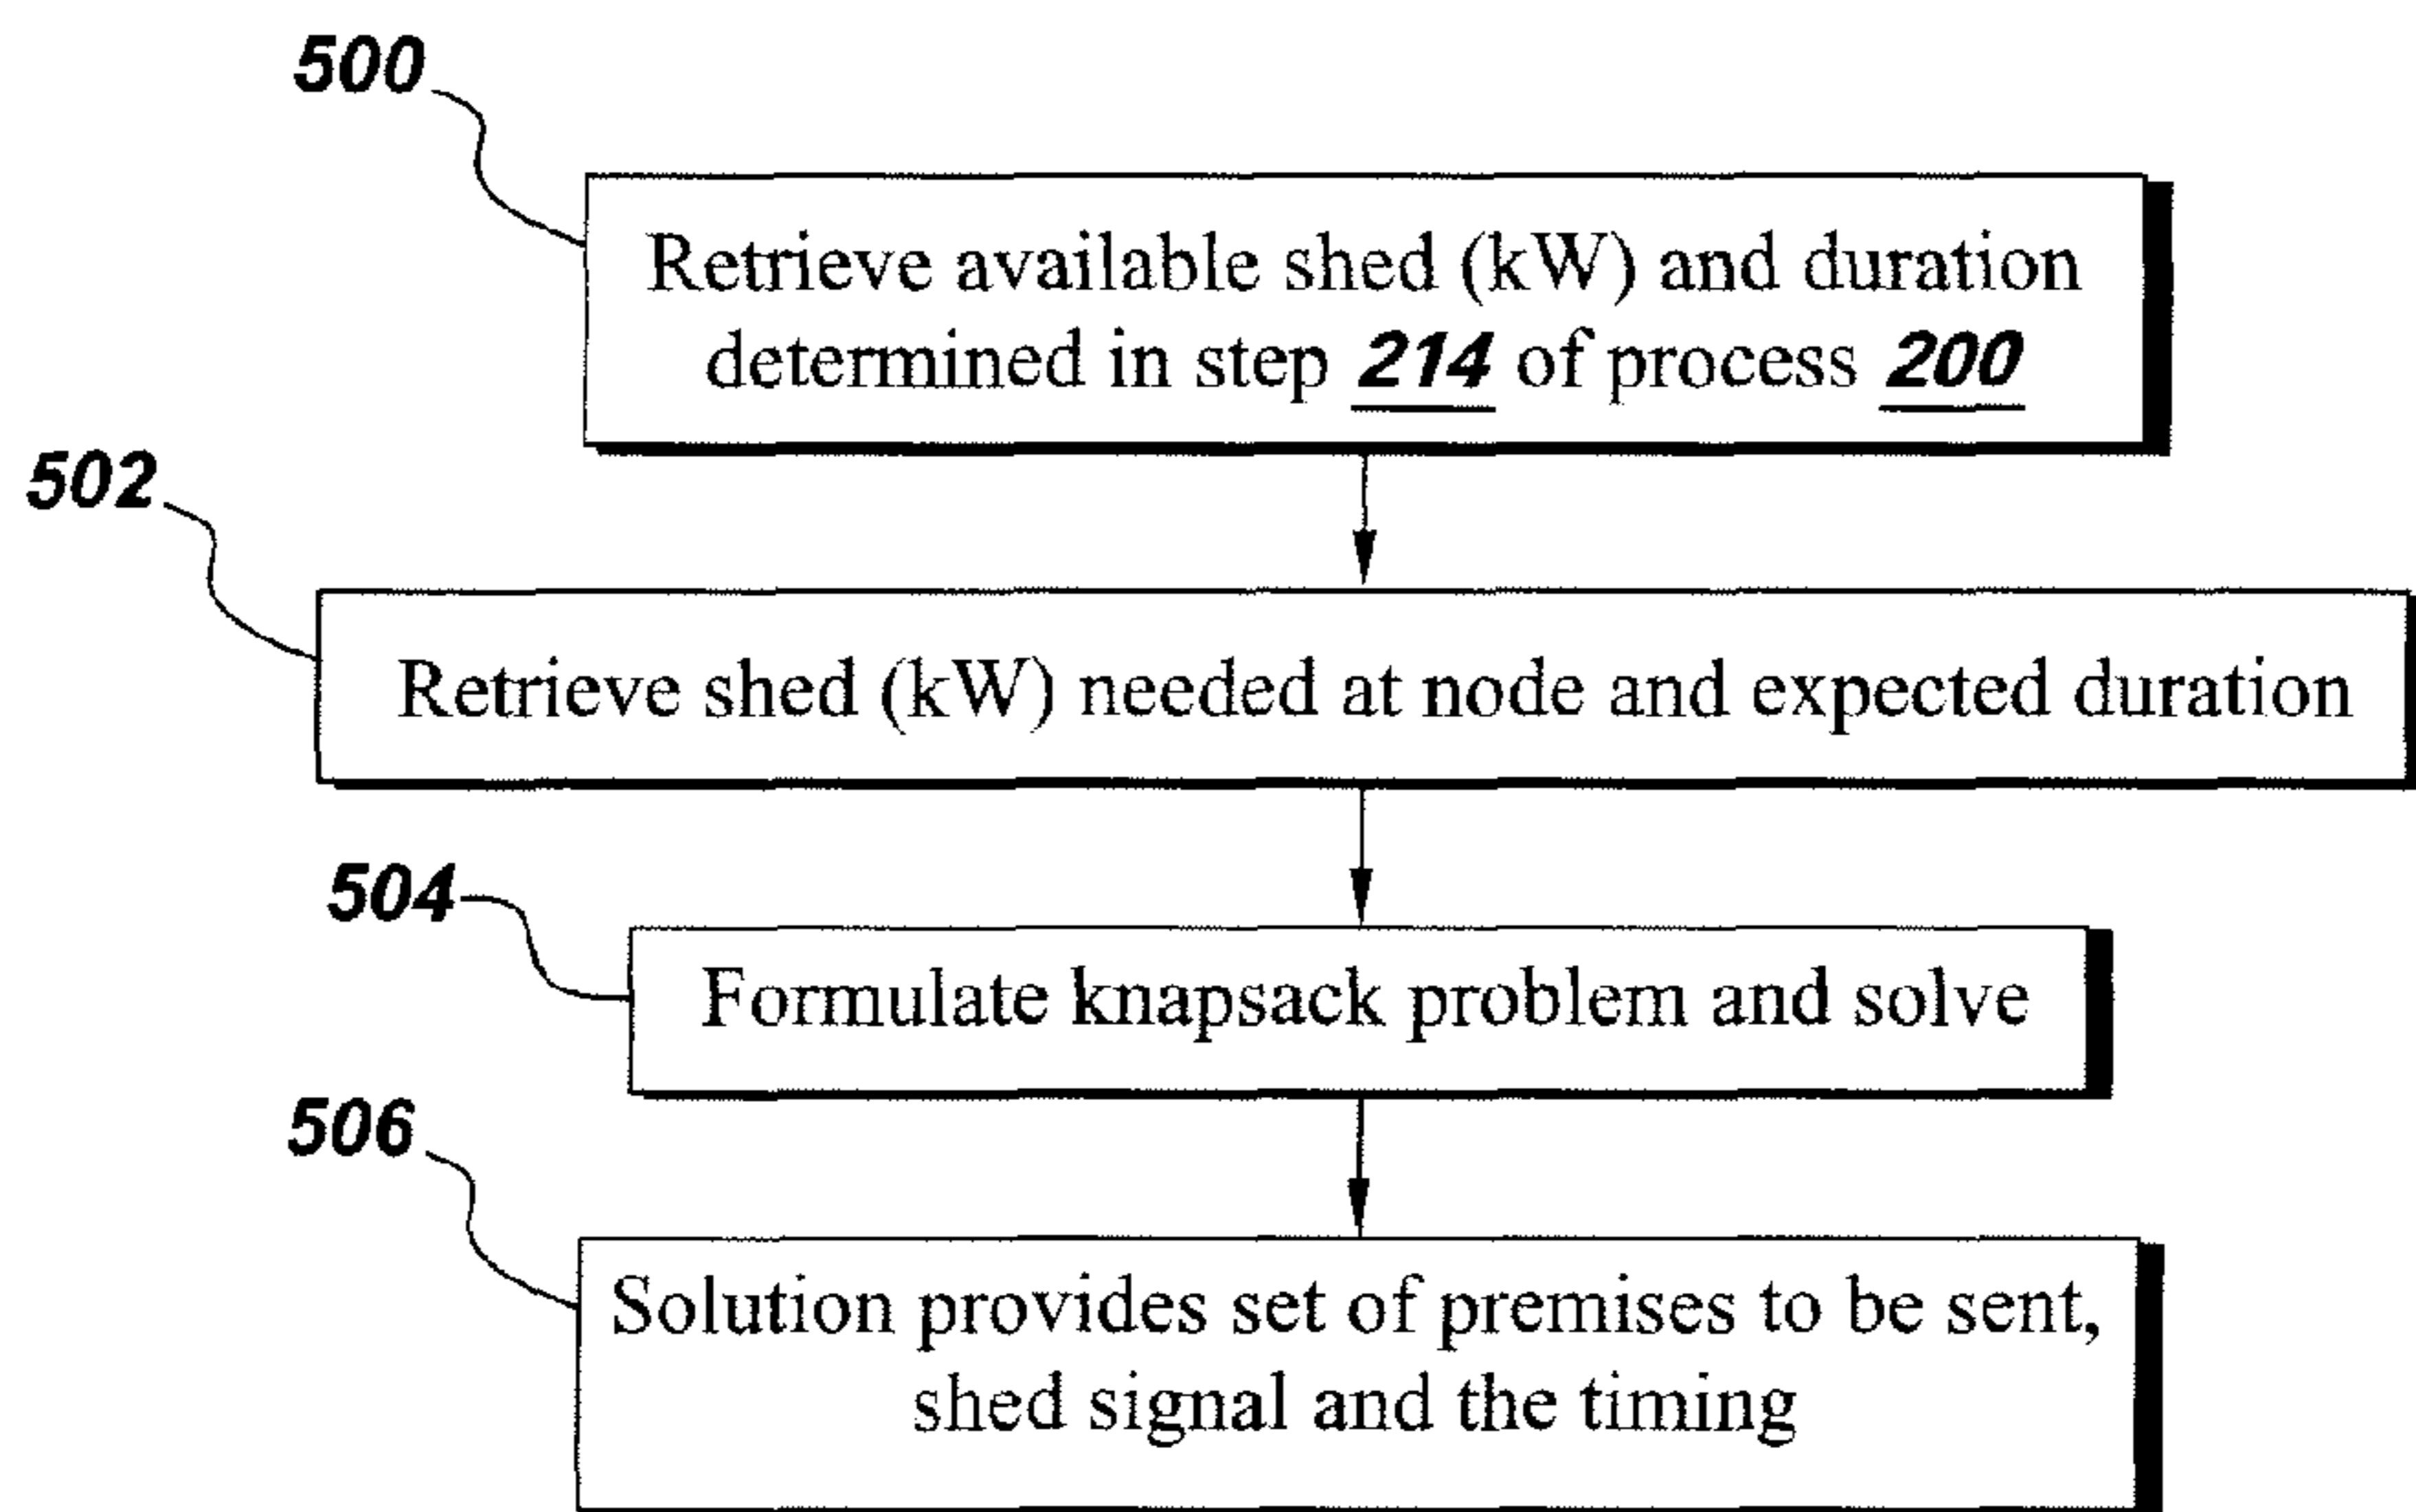 500
Retrieve available shed (kW) and duration
determined in step 214 of process 200
502
Retrieve shed (kW) needed at node and expected duration
504
Formulate knapsack problem and solve
506
Solution provides set of premises to be sent,
shed signal and the timing